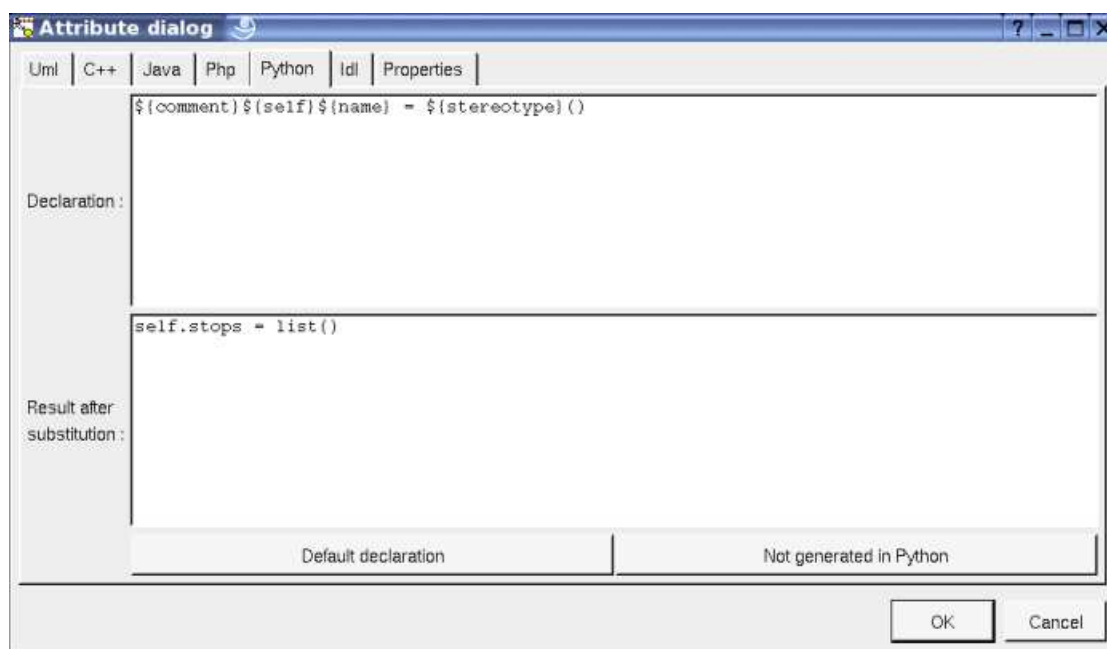 Attribute dialog
Uml C++ Java Php Python Idl Properties
${comment}${self}${name} = ${stereotype}()
Declaration :
self.stops = list()
Result after
substitution :
Default declaration Not generated in Python
OK Cancel